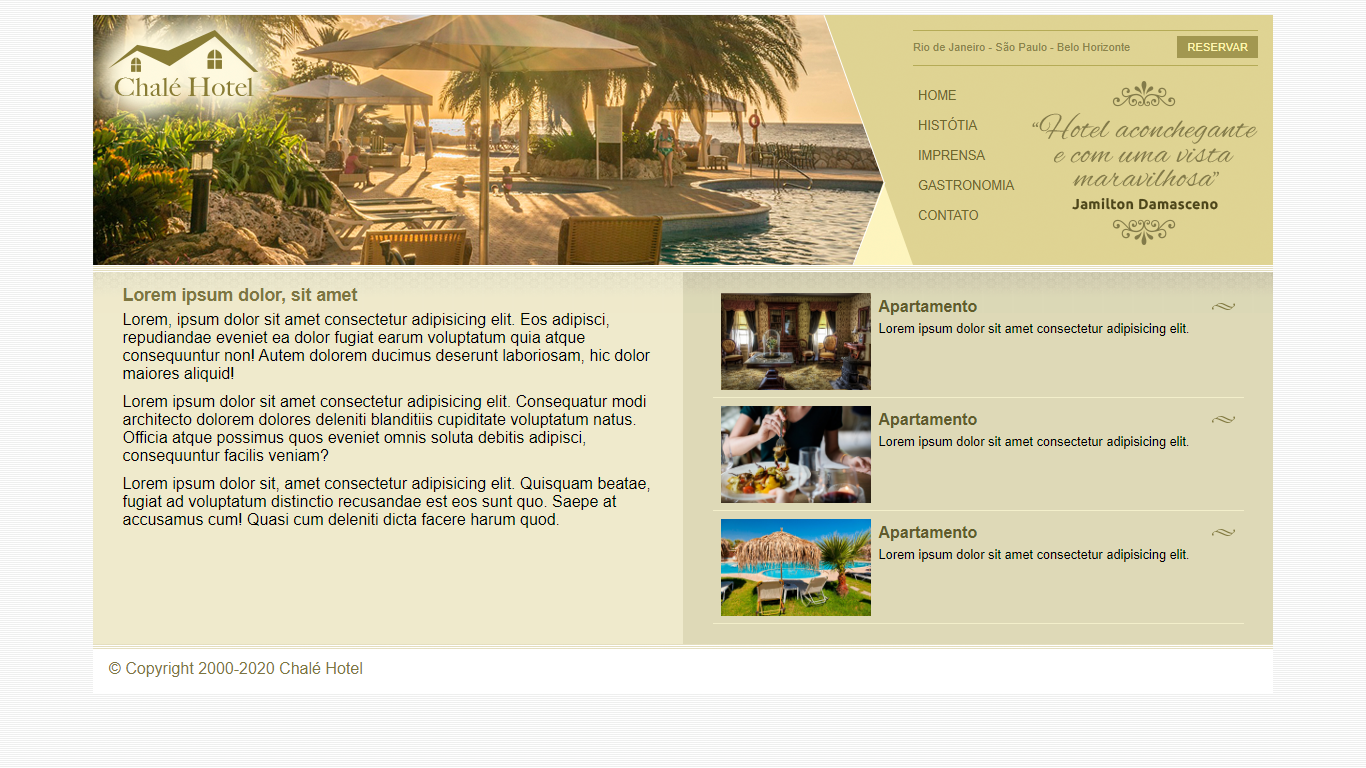 Chalé Hotel
Rio de Janeiro - São Paulo - Belo Horizonte
RESERVAR
HOME
HISTÓTIA
IMPRENSA
GASTRONOMIA
CONTATO
“Hotel aconchegante
e com uma vista
maravilhosa”
Jamilton Damasceno
Lorem ipsum dolor, sit amet
Lorem, ipsum dolor sit amet consectetur adipisicing elit. Eos adipisci,
repudiandae eveniet ea dolor fugiat earum voluptatum quia atque
consequuntur non! Autem dolorem ducimus deserunt laboriosam, hic dolor
maiores aliquid!
Lorem ipsum dolor sit amet consectetur adipisicing elit. Consequatur modi
architecto dolorem dolores deleniti blanditiis cupiditate voluptatum natus.
Officia atque possimus quos eveniet omnis soluta debitis adipisci,
consequuntur facilis veniam?
Lorem ipsum dolor sit, amet consectetur adipisicing elit. Quisquam beatae,
fugiat ad voluptatum distinctio recusandae est eos sunt quo. Saepe at
accusamus cum! Quasi cum deleniti dicta facere harum quod.
Apartamento
Lorem ipsum dolor sit amet consectetur adipisicing elit.
Apartamento
Lorem ipsum dolor sit amet consectetur adipisicing elit.
Apartamento
Lorem ipsum dolor sit amet consectetur adipisicing elit.
© Copyright 2000-2020 Chalé Hotel